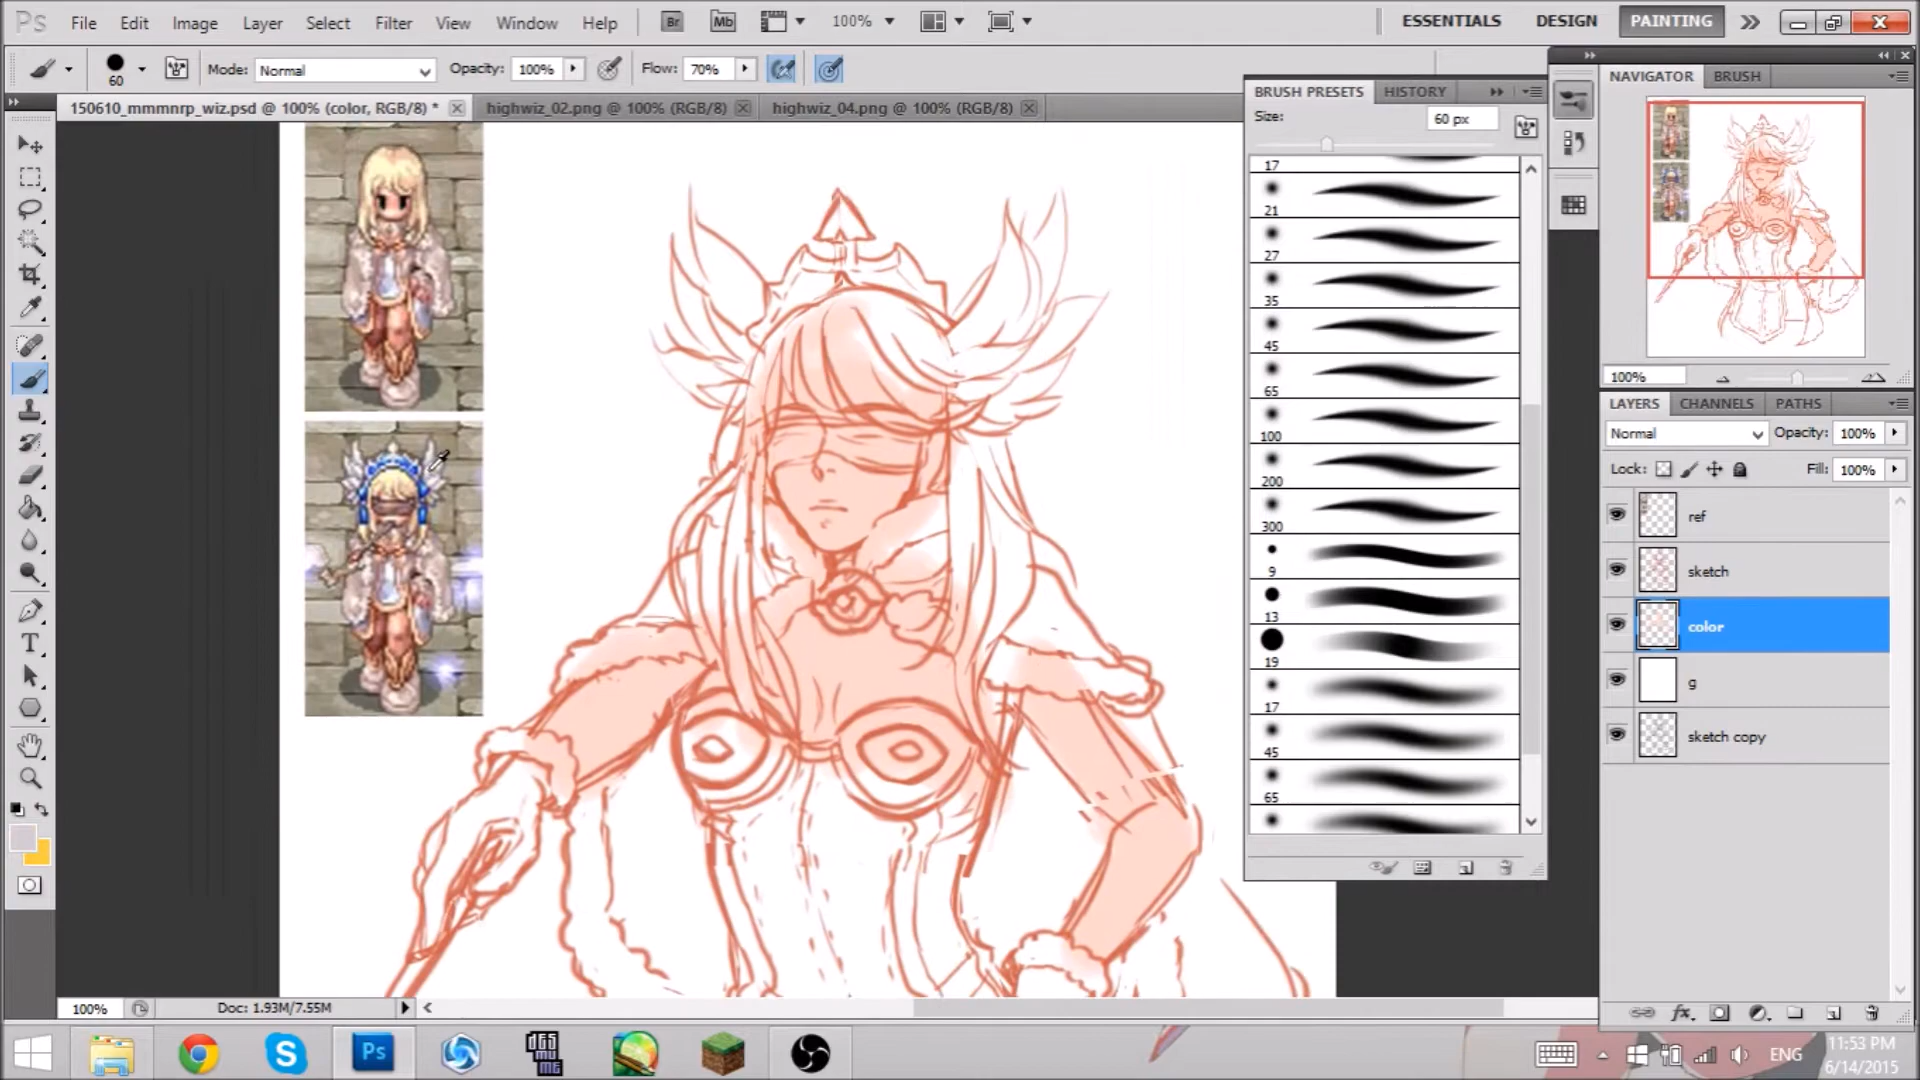 Ps File Edit Image Layer Select Filter Analysis View Window Help Br Mb 100% ESSENTIALS DESIGN PAINTING
60 Mode: Normal Opacity: 100% Flow: 70%
150610_mmmnrp_wiz.psd @ 100% (color, RGB/8) * highwiz_02.png @ 100% (RGB/8) highwiz_04.png @ 100% (RGB/8)
BRUSH PRESETS HISTORY
Size: 60 px
17
21
27
35
45
65
100
200
300
9
13
19
17
45
65
NAVIGATOR BRUSH
100%
LAYERS CHANNELS PATHS
Normal Opacity: 100%
Lock: Fill: 100%
ref
sketch
color
g
sketch copy
T
100% Doc: 1.93M/7.55M
S Ps DGS MUME ENG
11:53 PM
6/14/2015